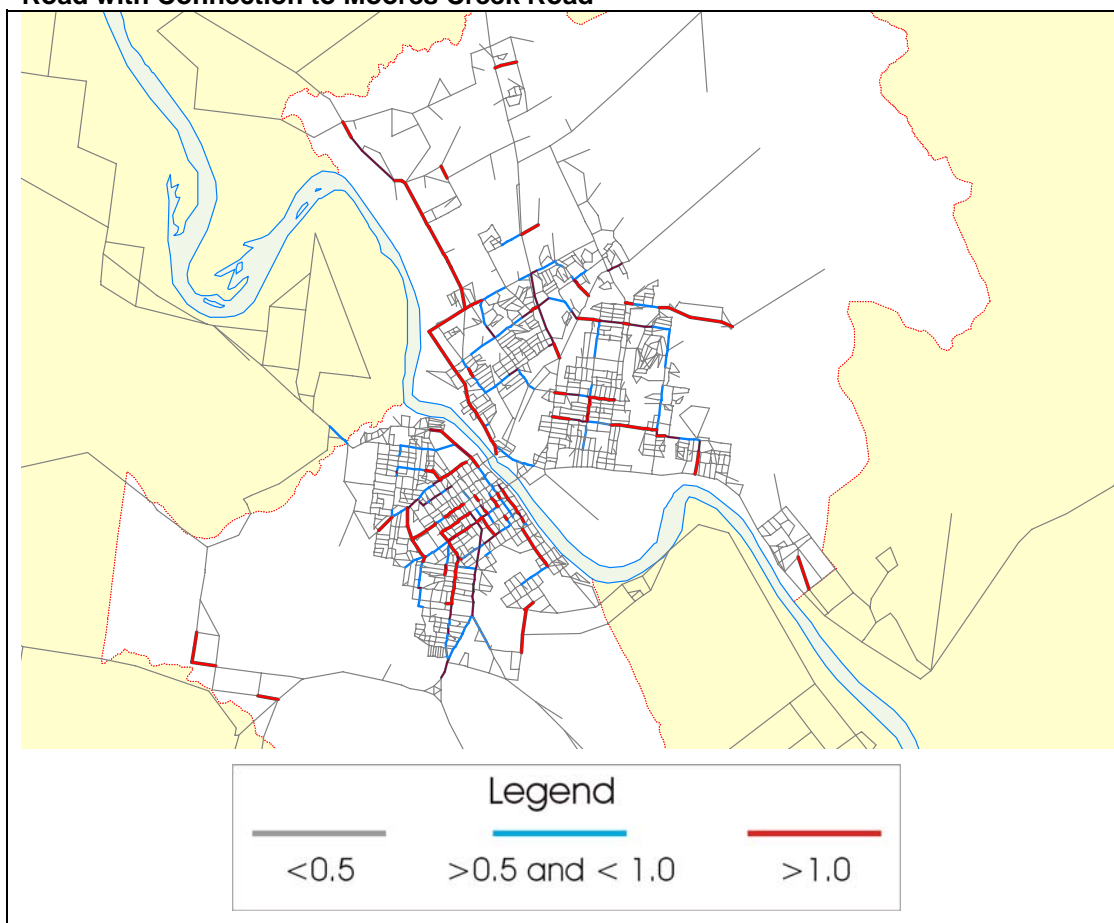 Road with Connection to Moores Creek Road
Legend
<0.5 >0.5 and < 1.0 >1.0